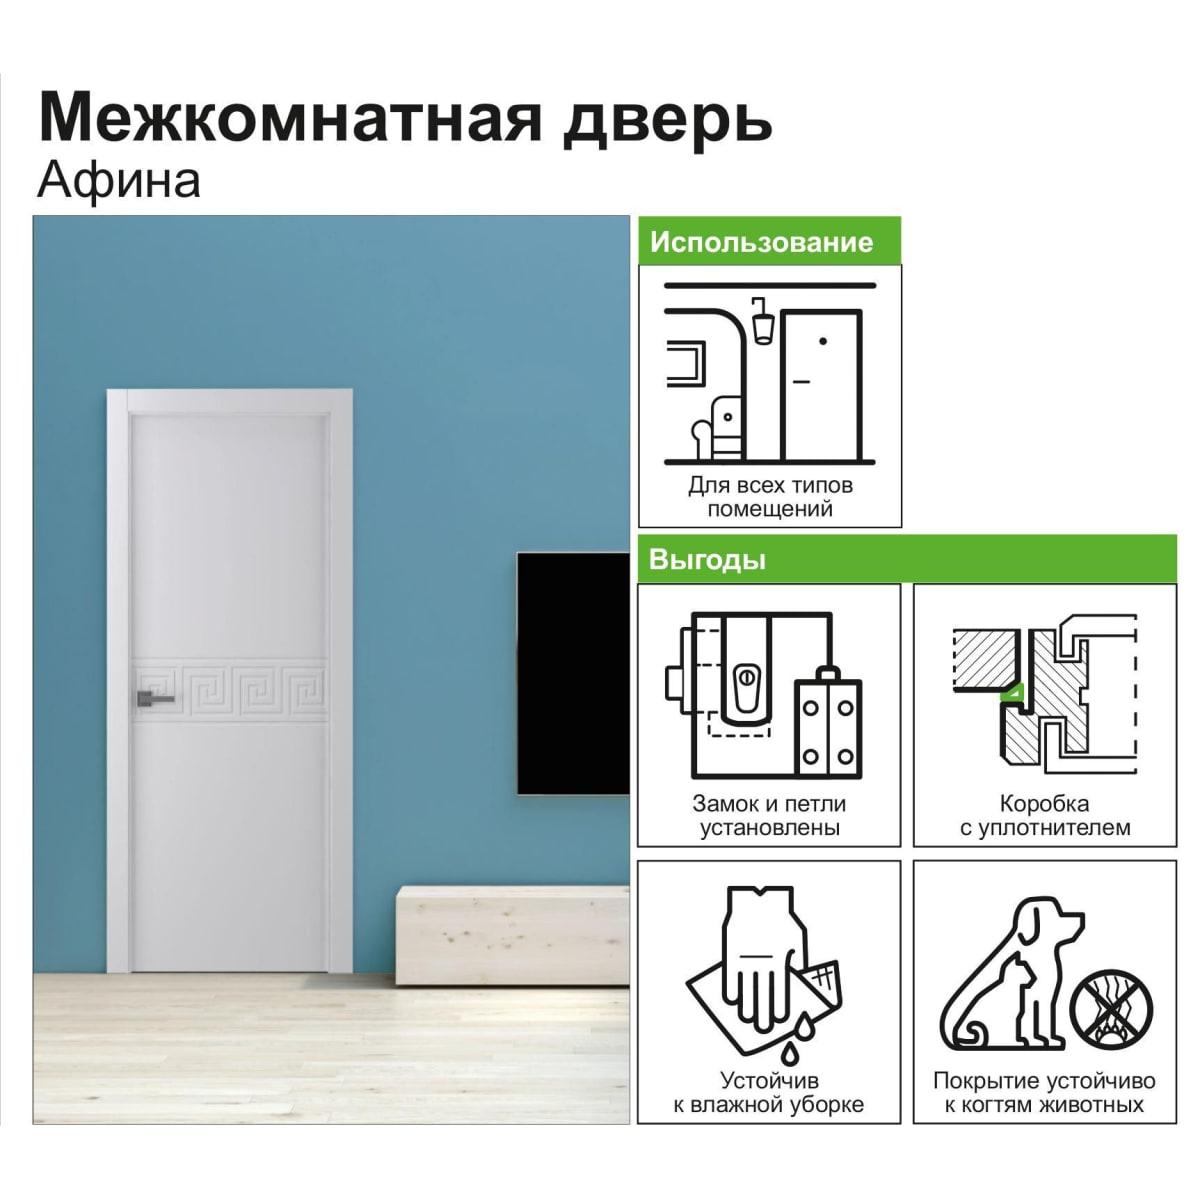 Межкомнатная дверь
Афина
Использование
Для всех типов
помещений
Выгоды
Замок и петли
установлены
Коробка
с уплотнителем
Устойчив
к влажной уборке
Покрытие устойчиво
к когтям животных